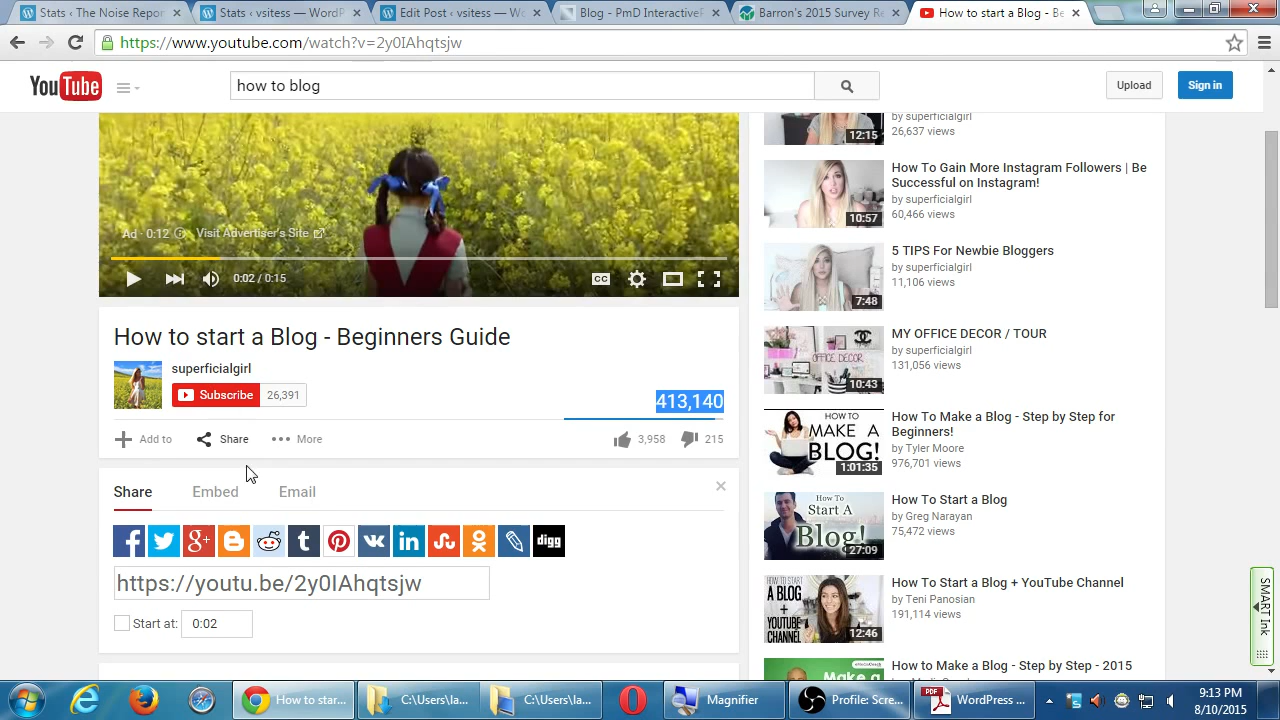 Stats ‹ The Noise Repor
Stats ‹ vsitess — WordP
Edit Post ‹ vsitess — Wo
Blog - PmD InteractiveP
Barron's 2015 Survey Re
How to start a Blog - Be
https://www.youtube.com/watch?v=2y0IAhqtsjw
YouTube
how to blog
Upload
Sign in
Ad · 0:12
Visit Advertiser's Site
CC
0:02 / 0:15
How to start a Blog - Beginners Guide
superficialgirl
Subscribe
26,391
413,140
Add to
Share
More
3,958
215
Share
Embed
Email
digg
https://youtu.be/2y0IAhqtsjw
Start at:
0:02
by superficialgirl
26,637 views
12:15
How To Gain More Instagram Followers | Be
Successful on Instagram!
by superficialgirl
60,466 views
10:57
5 TIPS For Newbie Bloggers
by superficialgirl
11,106 views
7:48
MY OFFICE DECOR / TOUR
by superficialgirl
131,056 views
OFFICE DECOR
10:43
How To Make a Blog - Step by Step for
Beginners!
by Tyler Moore
976,701 views
HOW TO
MAKE A
BLOG!
1:01:35
How To Start a Blog
by Greg Narayan
75,472 views
How To
Start A
Blog!
27:09
How To Start a Blog + YouTube Channel
by Teni Panosian
191,114 views
HOW TO START
A BLOG
+
YOUTUBE
CHANNEL
12:46
How to Make a Blog - Step by Step - 2015
Make a
SMART Ink
How to star...
C:\Users\la...
C:\Users\la...
Magnifier
Profile: Scre...
PDF
WordPress ...
9:13 PM
8/10/2015